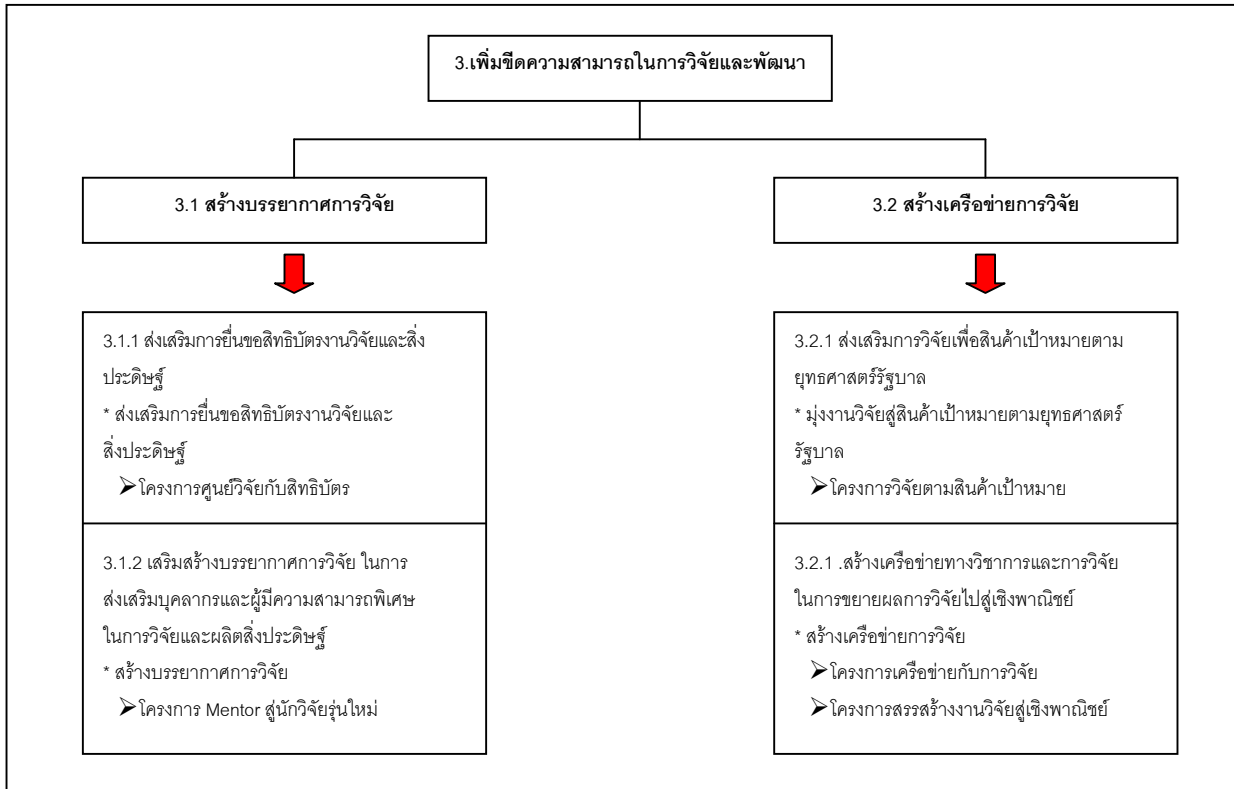 3.เพิ่มขีดความสามารถในการวิจัยและพัฒนา
3.1 สร้างบรรยากาศการวิจัย
3.1.1 ส่งเสริมการยื่นขอสิทธิบัตรงานวิจัยและสิ่ง
ประดิษฐ์
* ส่งเสริมการยื่นขอสิทธิบัตรงานวิจัยและ
สิ่งประดิษฐ์
➢โครงการศูนย์วิจัยกับสิทธิบัตร
3.1.2 เสริมสร้างบรรยากาศการวิจัย ในการ
ส่งเสริมบุคลากรและผู้มีความสามารถพิเศษ
ในการวิจัยและผลิตสิ่งประดิษฐ์
* สร้างบรรยากาศการวิจัย
➢โครงการ Mentor สู่นักวิจัยรุ่นใหม่
3.2 สร้างเครือข่ายการวิจัย
3.2.1 ส่งเสริมการวิจัยเพื่อสินค้าเป้าหมายตาม
ยุทธศาสตร์รัฐบาล
* มุ่งงานวิจัยสู่สินค้าเป้าหมายตามยุทธศาสตร์
รัฐบาล
➢โครงการวิจัยตามสินค้าเป้าหมาย
3.2.1 .สร้างเครือข่ายทางวิชาการและการวิจัย
ในการขยายผลการวิจัยไปสู่เชิงพาณิชย์
* สร้างเครือข่ายการวิจัย
➢โครงการเครือข่ายกับการวิจัย
➢โครงการสรรสร้างงานวิจัยสู่เชิงพาณิชย์